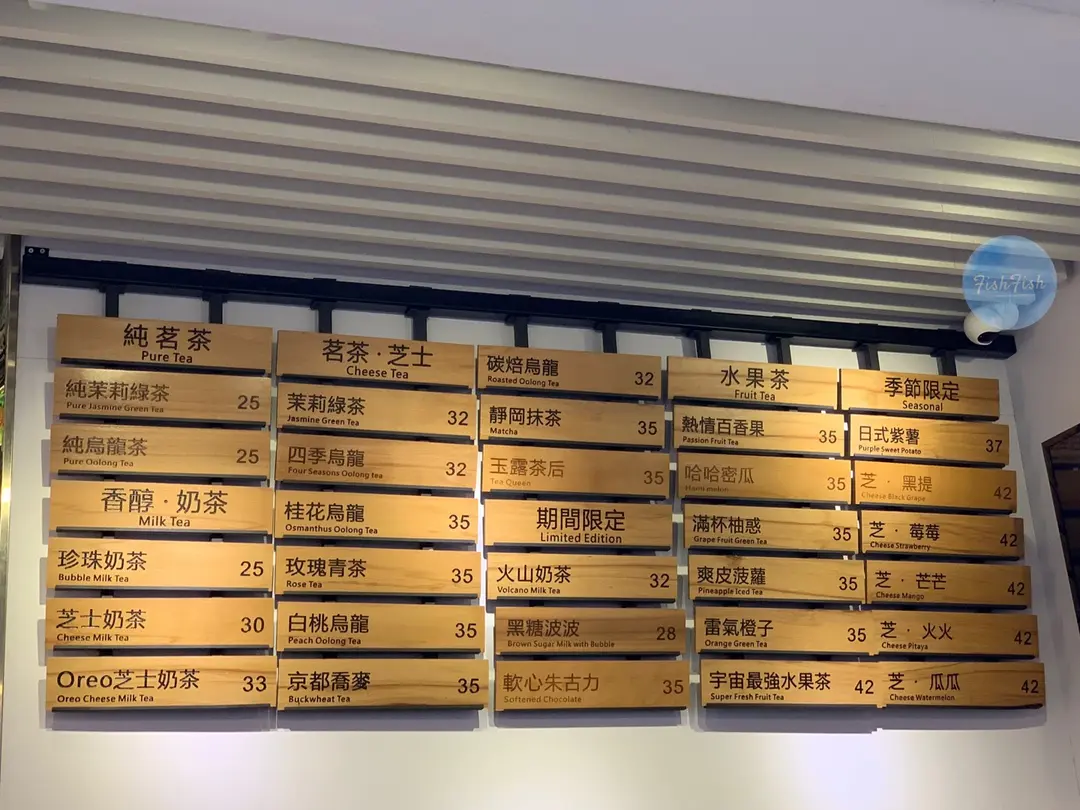 FishFish
純茗茶
Pure Tea
純茉莉綠茶 25
Pure Jasmine Green Tea
純烏龍茶 25
Pure Oolong Tea
香醇·奶茶
Milk Tea
珍珠奶茶 25
Bubble Milk Tea
芝士奶茶 30
Cheese Milk Tea
Oreo芝士奶茶 33
Oreo Cheese Milk Tea
茗茶·芝士
Cheese Tea
茉莉綠茶 32
Jasmine Green Tea
四季烏龍 32
Four Seasons Oolong tea
桂花烏龍 35
Osmanthus Oolong Tea
玫瑰青茶 35
Rose Tea
白桃烏龍 35
Peach Oolong Tea
京都喬麥 35
Buckwheat Tea
碳焙烏龍 32
Roasted Oolong Tea
靜岡抹茶 35
Matcha
玉露茶后 35
Tea Queen
期間限定
Limited Edition
火山奶茶 32
Volcano Milk Tea
黑糖波波 28
Brown Sugar Milk with Bubble
軟心朱古力 35
Softened Chocolate
水果茶
Fruit Tea
熱情百香果 35
Passion Fruit Tea
哈哈密瓜 35
滿杯柚惑 35
Grape Fruit Green Tea
爽皮菠蘿 35
Pineapple Iced Tea
雷氣橙子 35
Orange Green Tea
宇宙最強水果茶 42
Super Fresh Fruit Tea
季節限定
Seasonal
日式紫薯 37
Purple Sweet Potato
芝·黑提 42
Cheese Black Grape
芝·莓莓 42
Cheese Strawberry
芝·芒芒 42
Cheese Mango
芝·火火 42
Cheese Pitaya
芝·瓜瓜 42
Cheese Watermelon